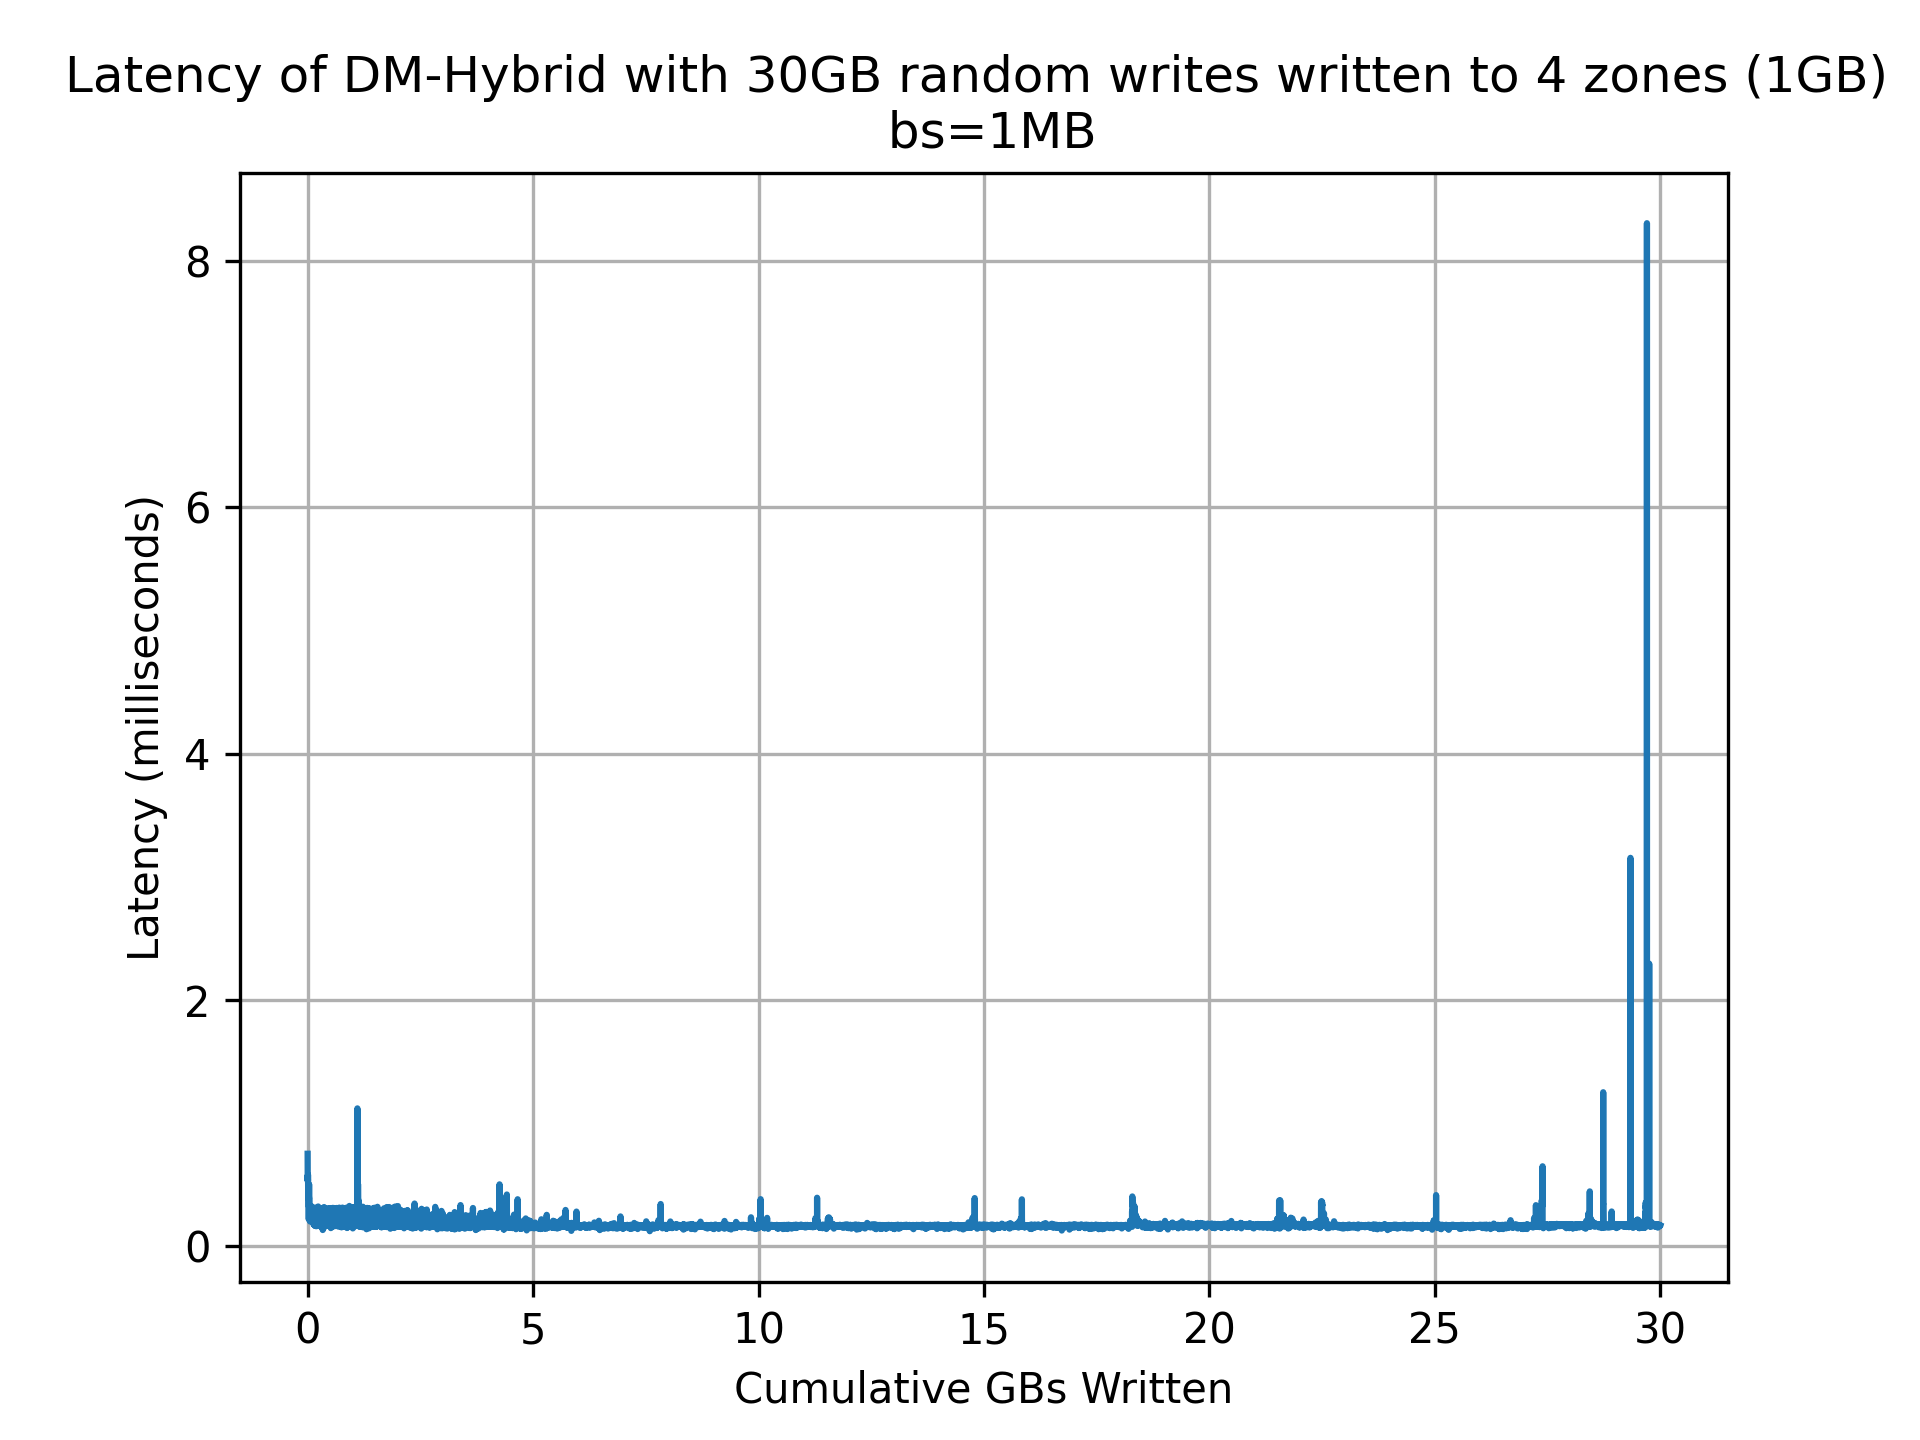 Latency of DM-Hybrid with 30GB random writes written to 4 zones (1GB)
bs=1MB
8
6
4
2
0
Latency (milliseconds)
0 5 10 15 20 25 30
Cumulative GBs Written